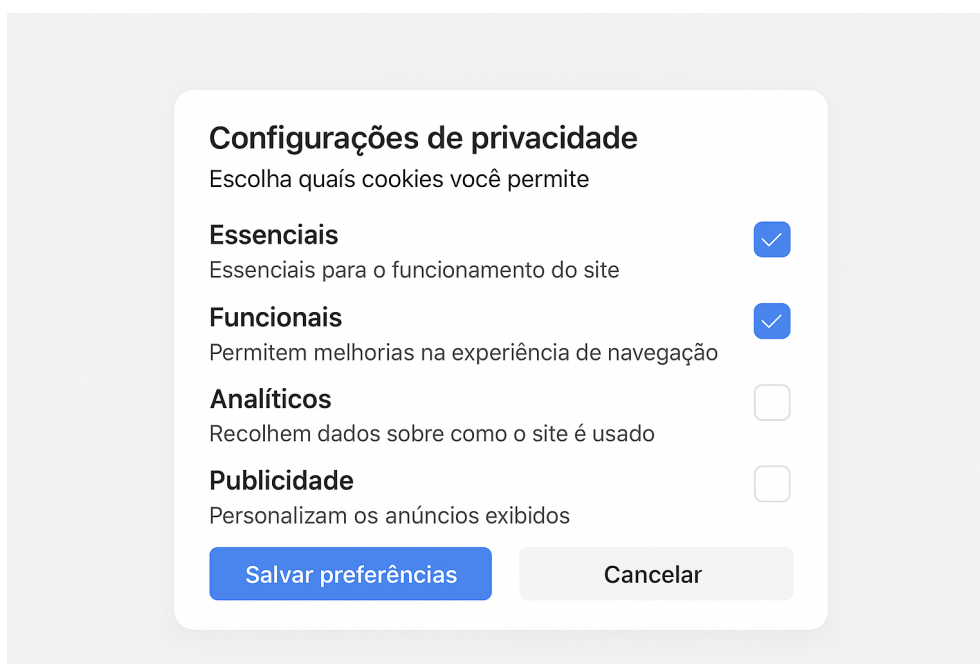 Configurações de privacidade
Escolha quaís cookies você permite
Essenciais
Essenciais para o funcionamento do site
Funcionais
Permitem melhorias na experiência de navegação
Analíticos
Recolhem dados sobre como o site é usado
Publicidade
Personalizam os anúncios exibidos
Salvar preferências
Cancelar